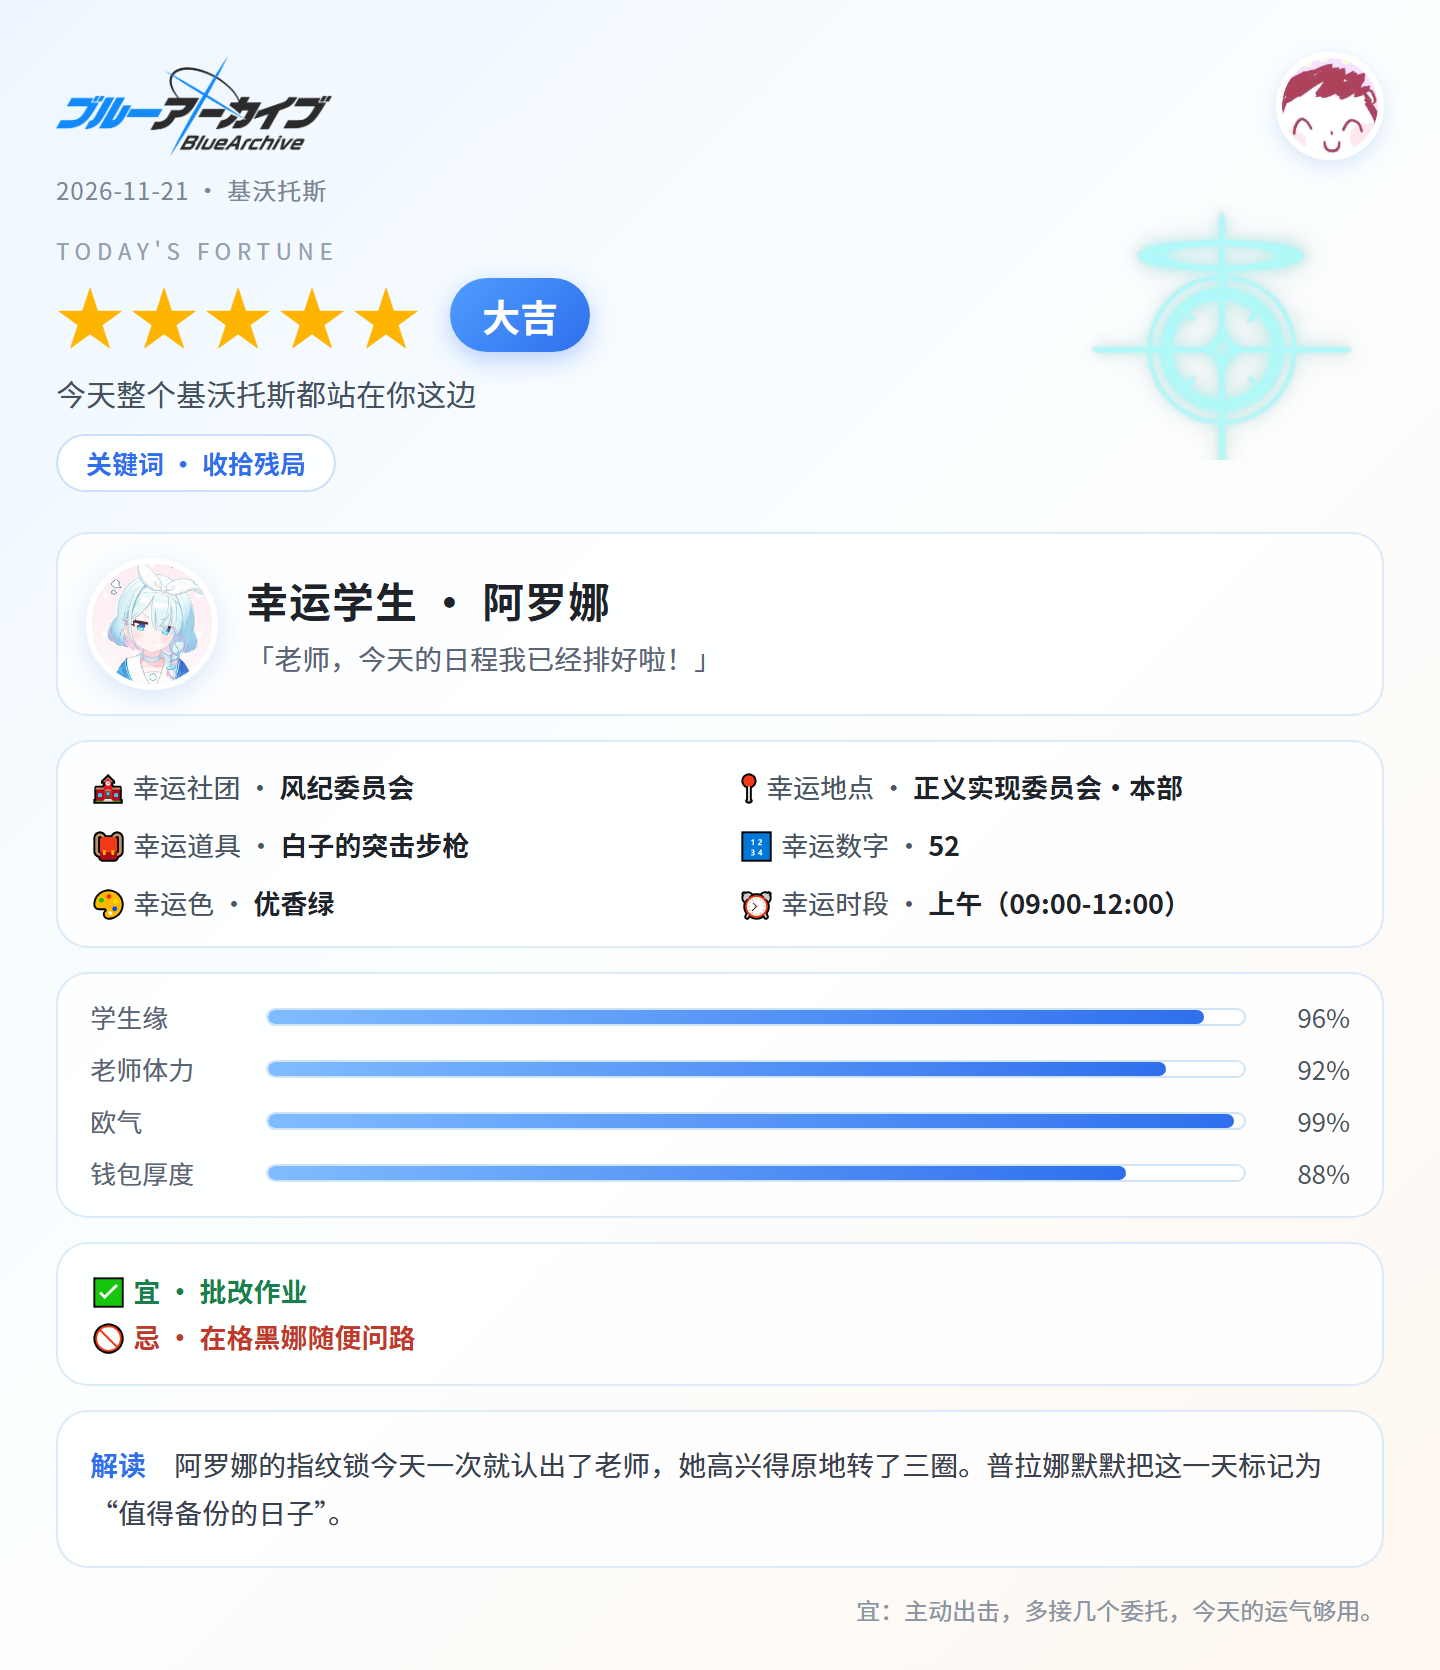 ブルーアーカイブ
BlueArchive
2026-11-21 • 基沃托斯
TODAY'S FORTUNE
大吉
今天整个基沃托斯都站在你这边
关键词 • 收拾残局
幸运学生 • 阿罗娜
「老师，今天的日程我已经排好啦！」
幸运社团 • 风纪委员会
幸运地点 • 正义实现委员会・本部
幸运道具 • 白子的突击步枪
幸运数字 • 52
幸运色 • 优香绿
幸运时段 • 上午（09:00-12:00）
学生缘 96%
老师体力 92%
欧气 99%
钱包厚度 88%
宜 • 批改作业
忌 • 在格黑娜随便问路
解读 阿罗娜的指纹锁今天一次就认出了老师，她高兴得原地转了三圈。普拉娜默默把这一天标记为
“值得备份的日子”。
宜：主动出击，多接几个委托，今天的运气够用。